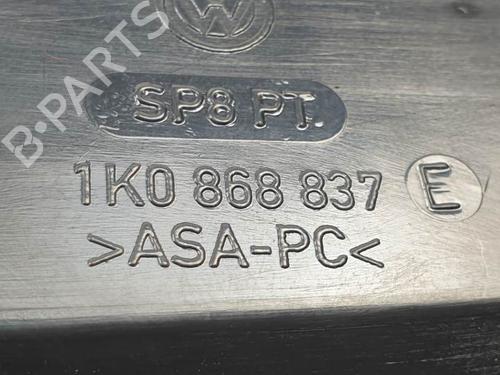 B·PARTS
SP8 PT.
1K0 868 837 E
>ASA-PC<